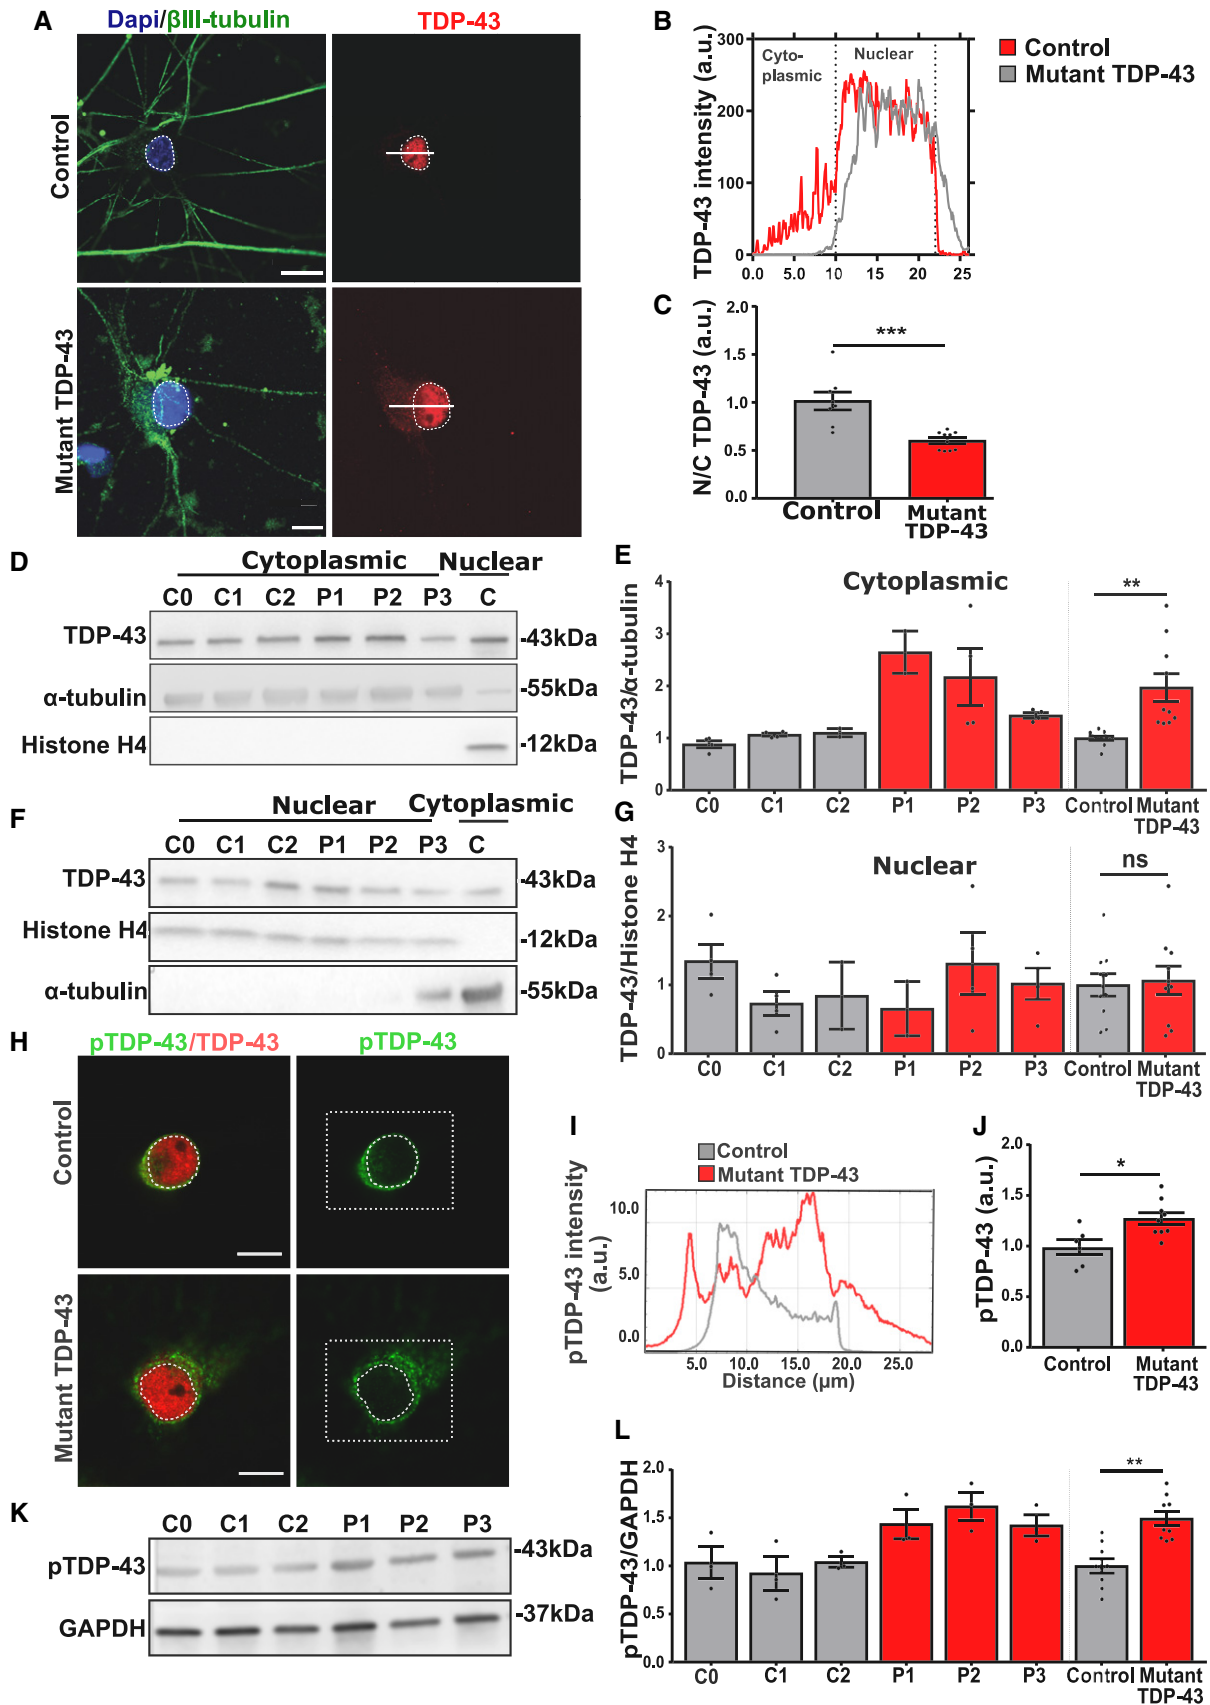 A
Dapi/βIII-tubulin
TDP-43
Control
Mutant TDP-43
B
TDP-43 intensity (a.u.)
300
200
100
0
Cyto-
plasmic
Nuclear
0.0 5.0 10 15 20 25
Control
Mutant TDP-43
C
N/C TDP-43 (a.u.)
2.0
1.5
1.0
0.5
0.0
***
Control
Mutant
TDP-43
D
Cytoplasmic Nuclear
C0 C1 C2 P1 P2 P3 C
TDP-43 -43kDa
α-tubulin -55kDa
Histone H4 -12kDa
E
Cytoplasmic
TDP-43/α-tubulin
4
3
2
1
0
**
C0 C1 C2 P1 P2 P3 Control Mutant
TDP-43
F
Nuclear Cytoplasmic
C0 C1 C2 P1 P2 P3 C
TDP-43 -43kDa
Histone H4 -12kDa
α-tubulin -55kDa
G
Nuclear
TDP-43/Histone H4
3
2
1
0
ns
C0 C1 C2 P1 P2 P3 Control Mutant
TDP-43
H
pTDP-43/TDP-43
pTDP-43
Control
Mutant TDP-43
I
Control
Mutant TDP-43
pTDP-43 intensity
(a.u.)
10.0
5.0
0.0
5.0 10.0 15.0 20.0 25.0
Distance (μm)
J
pTDP-43 (a.u.)
2.0
1.5
1.0
0.5
0.0
*
Control Mutant
TDP-43
K
C0 C1 C2 P1 P2 P3
pTDP-43 -43kDa
GAPDH -37kDa
L
pTDP-43/GAPDH
2.0
1.5
1.0
0.5
0.0
**
C0 C1 C2 P1 P2 P3 Control Mutant
TDP-43